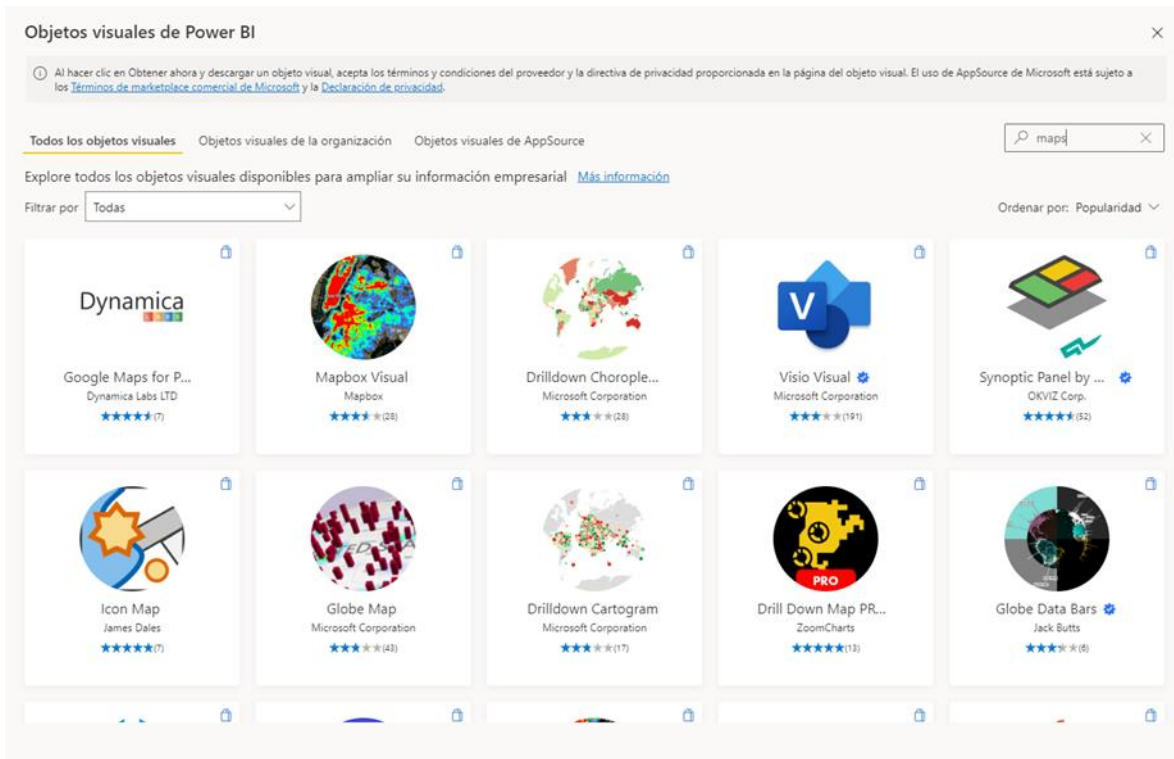 Objetos visuales de Power BI
Al hacer clic en Obtener ahora y descargar un objeto visual, acepta los términos y condiciones del proveedor y la directiva de privacidad proporcionada en la página del objeto visual. El uso de AppSource de Microsoft está sujeto a
los Términos de marketplace comercial de Microsoft y la Declaración de privacidad.
Todos los objetos visuales Objetos visuales de la organización Objetos visuales de AppSource maps
Explore todos los objetos visuales disponibles para ampliar su información empresarial Más información
Filtrar por Todas Ordenar por: Popularidad
Dynamica
LABS
V
Google Maps for P... Mapbox Visual Drilldown Chorople... Visio Visual Synoptic Panel by ...
Dynamica Labs LTD Mapbox Microsoft Corporation Microsoft Corporation OKVIZ Corp.
(7) (28) (28) (191) (52)
PRO
Icon Map Globe Map Drilldown Cartogram Drill Down Map PR... Globe Data Bars
James Dales Microsoft Corporation Microsoft Corporation ZoomCharts Jack Butts
(7) (43) (17) (13) (6)